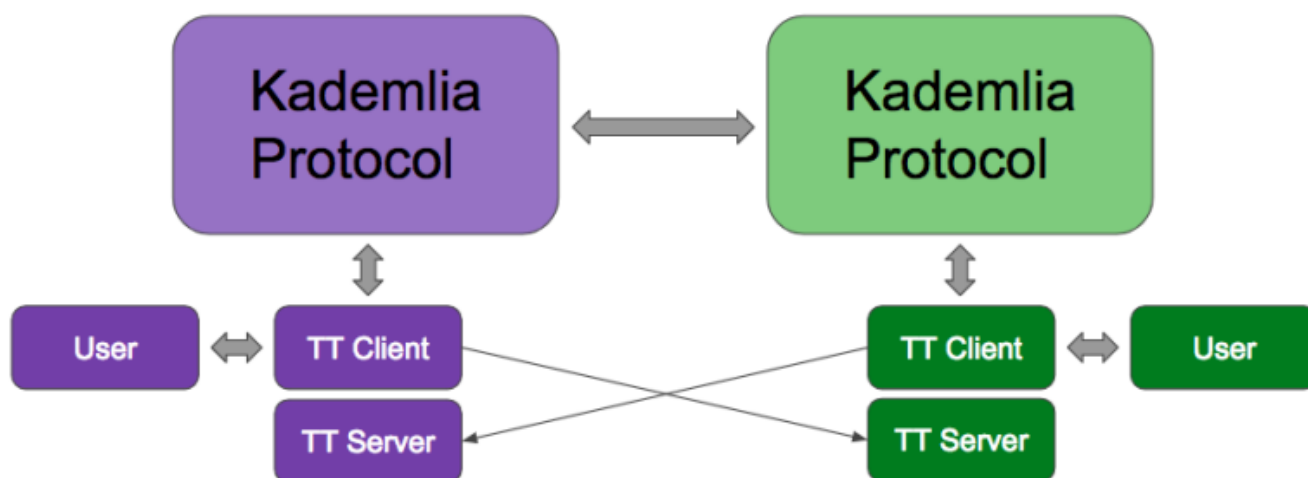 Kademlia
Protocol
Kademlia
Protocol
User
TT Client
TT Client
User
TT Server
TT Server